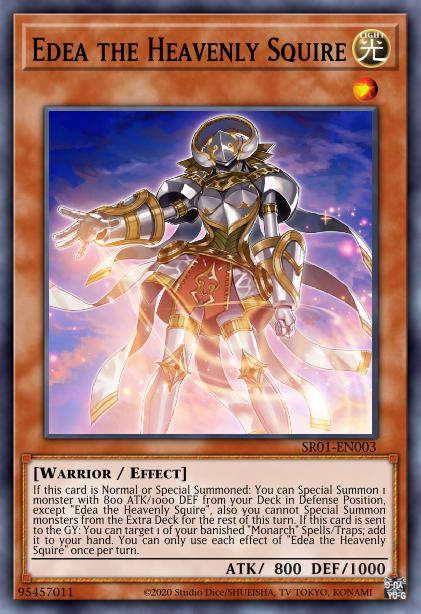 EDEA THE HEAVENLY SQUIRE
LIGHT
光
SR01-EN003
[WARRIOR / EFFECT]
If this card is Normal or Special Summoned: You can Special Summon 1
monster with 800 ATK/1000 DEF from your Deck in Defense Position,
except "Edea the Heavenly Squire", also you cannot Special Summon
monsters from the Extra Deck for the rest of this turn. If this card is sent
to the GY: You can target 1 of your banished "Monarch" Spells/Traps; add
it to your hand. You can only use each effect of "Edea the Heavenly
Squire" once per turn.
ATK/ 800 DEF/1000
95457011
©2020 Studio Dice/SHUEISHA, TV TOKYO, KONAMI